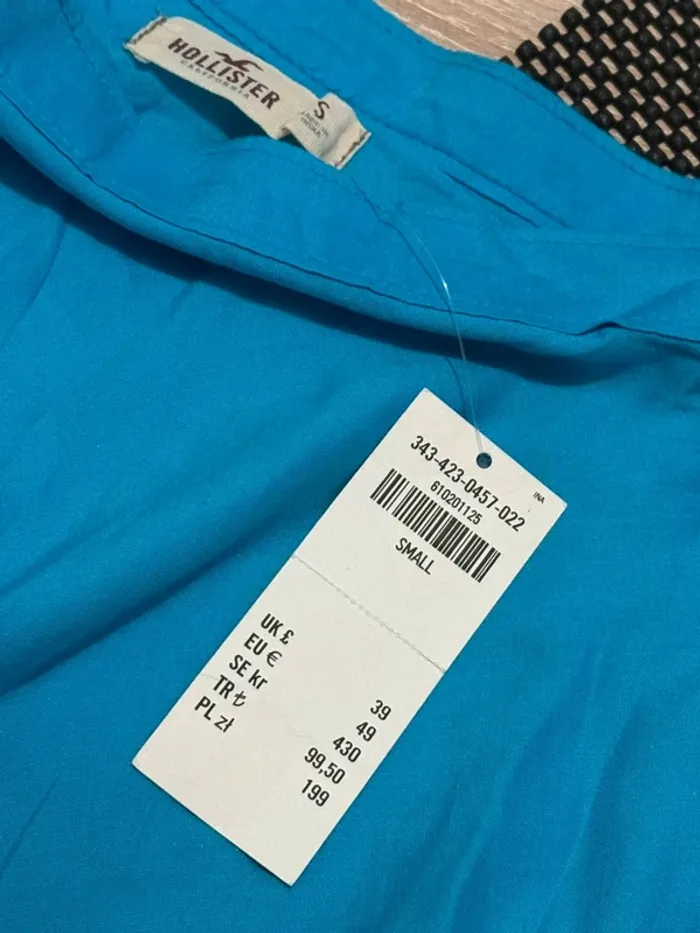 HOLLISTER
CALIFORNIA
S
343-423-0457-022
INA
610201125
SMALL
UK £ 39
EU € 49
SE kr 430
TR ₺ 99,50
PL zł 199